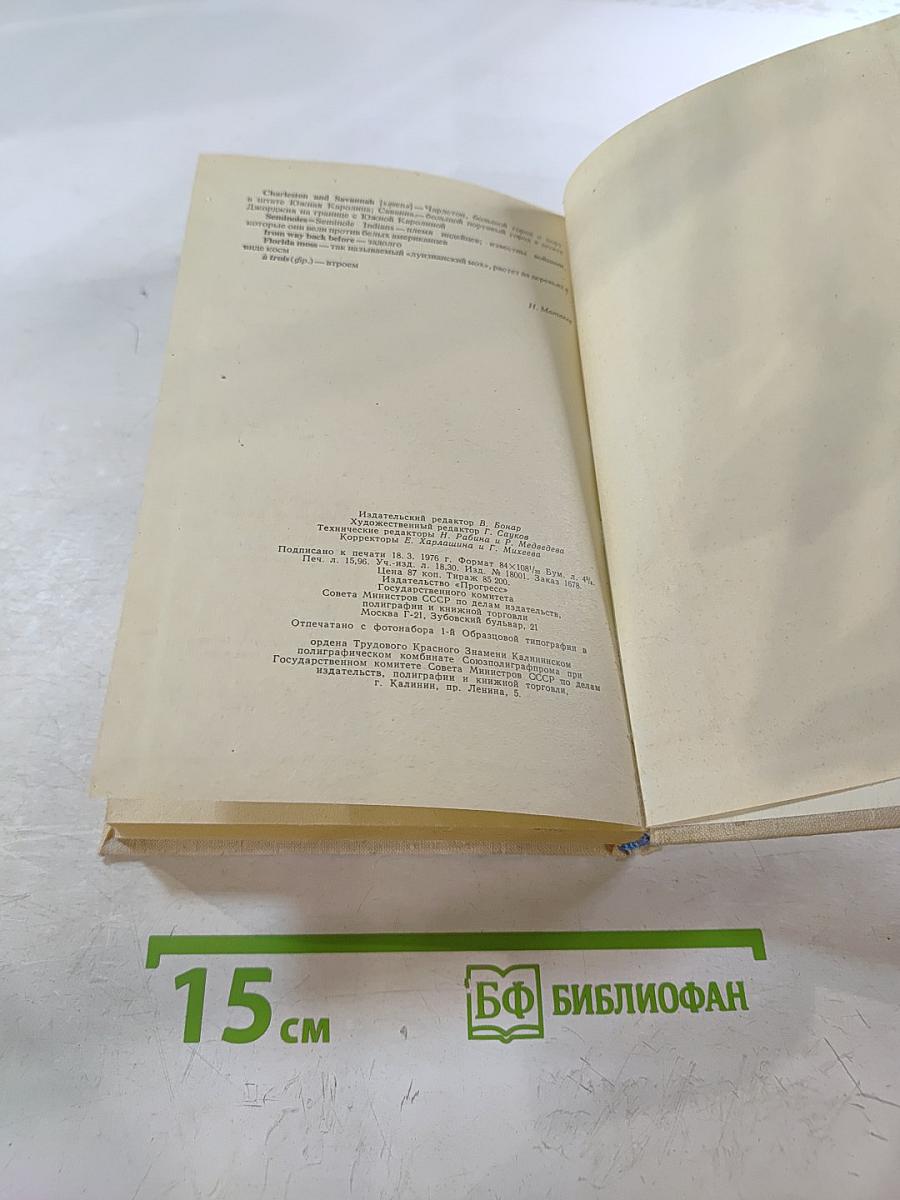 Charleston and Savannah — Чарлстон, большой город и порт
в штате Южная Каролина; Саванна — большой портовый город в штате
Джорджия на границе с Южной Каролиной
Seminoles = Seminole Indians — племя индейцев; известны войнами,
которые они вели против белых американцев
from way back before — задолго
Florida moss — так называемый «луизианский мох», растет на деревьях в
виде косм
à trois (фр.) — втроем
Издательский редактор В. Бонар
Художественный редактор Г. Сауков
Технические редакторы Н. Рабина и Р. Медведева
Корректоры Е. Харлашина и Г. Михеева
Подписано к печати 18. 3. 1976 г. Формат 84×108¹/₃₂ Бум. л. 4³/₄.
Печ. л. 15,96. Уч.-изд. л. 18,30. Изд. № 18001. Заказ 1678.
Цена 87 коп. Тираж 85 200.
Издательство «Прогресс»
Государственного комитета
Совета Министров СССР по делам издательств,
полиграфии и книжной торговли
Москва Г-21, Зубовский бульвар, 21
Отпечатано с фотонабора 1-й Образцовой типографии в
ордена Трудового Красного Знамени Калининском
полиграфическом комбинате Союзполиграфпрома при
Государственном комитете Совета Министров СССР по делам
издательств, полиграфии и книжной торговли,
г. Калинин, пр. Ленина, 5.
15 см
БФ БИБЛИОФАН